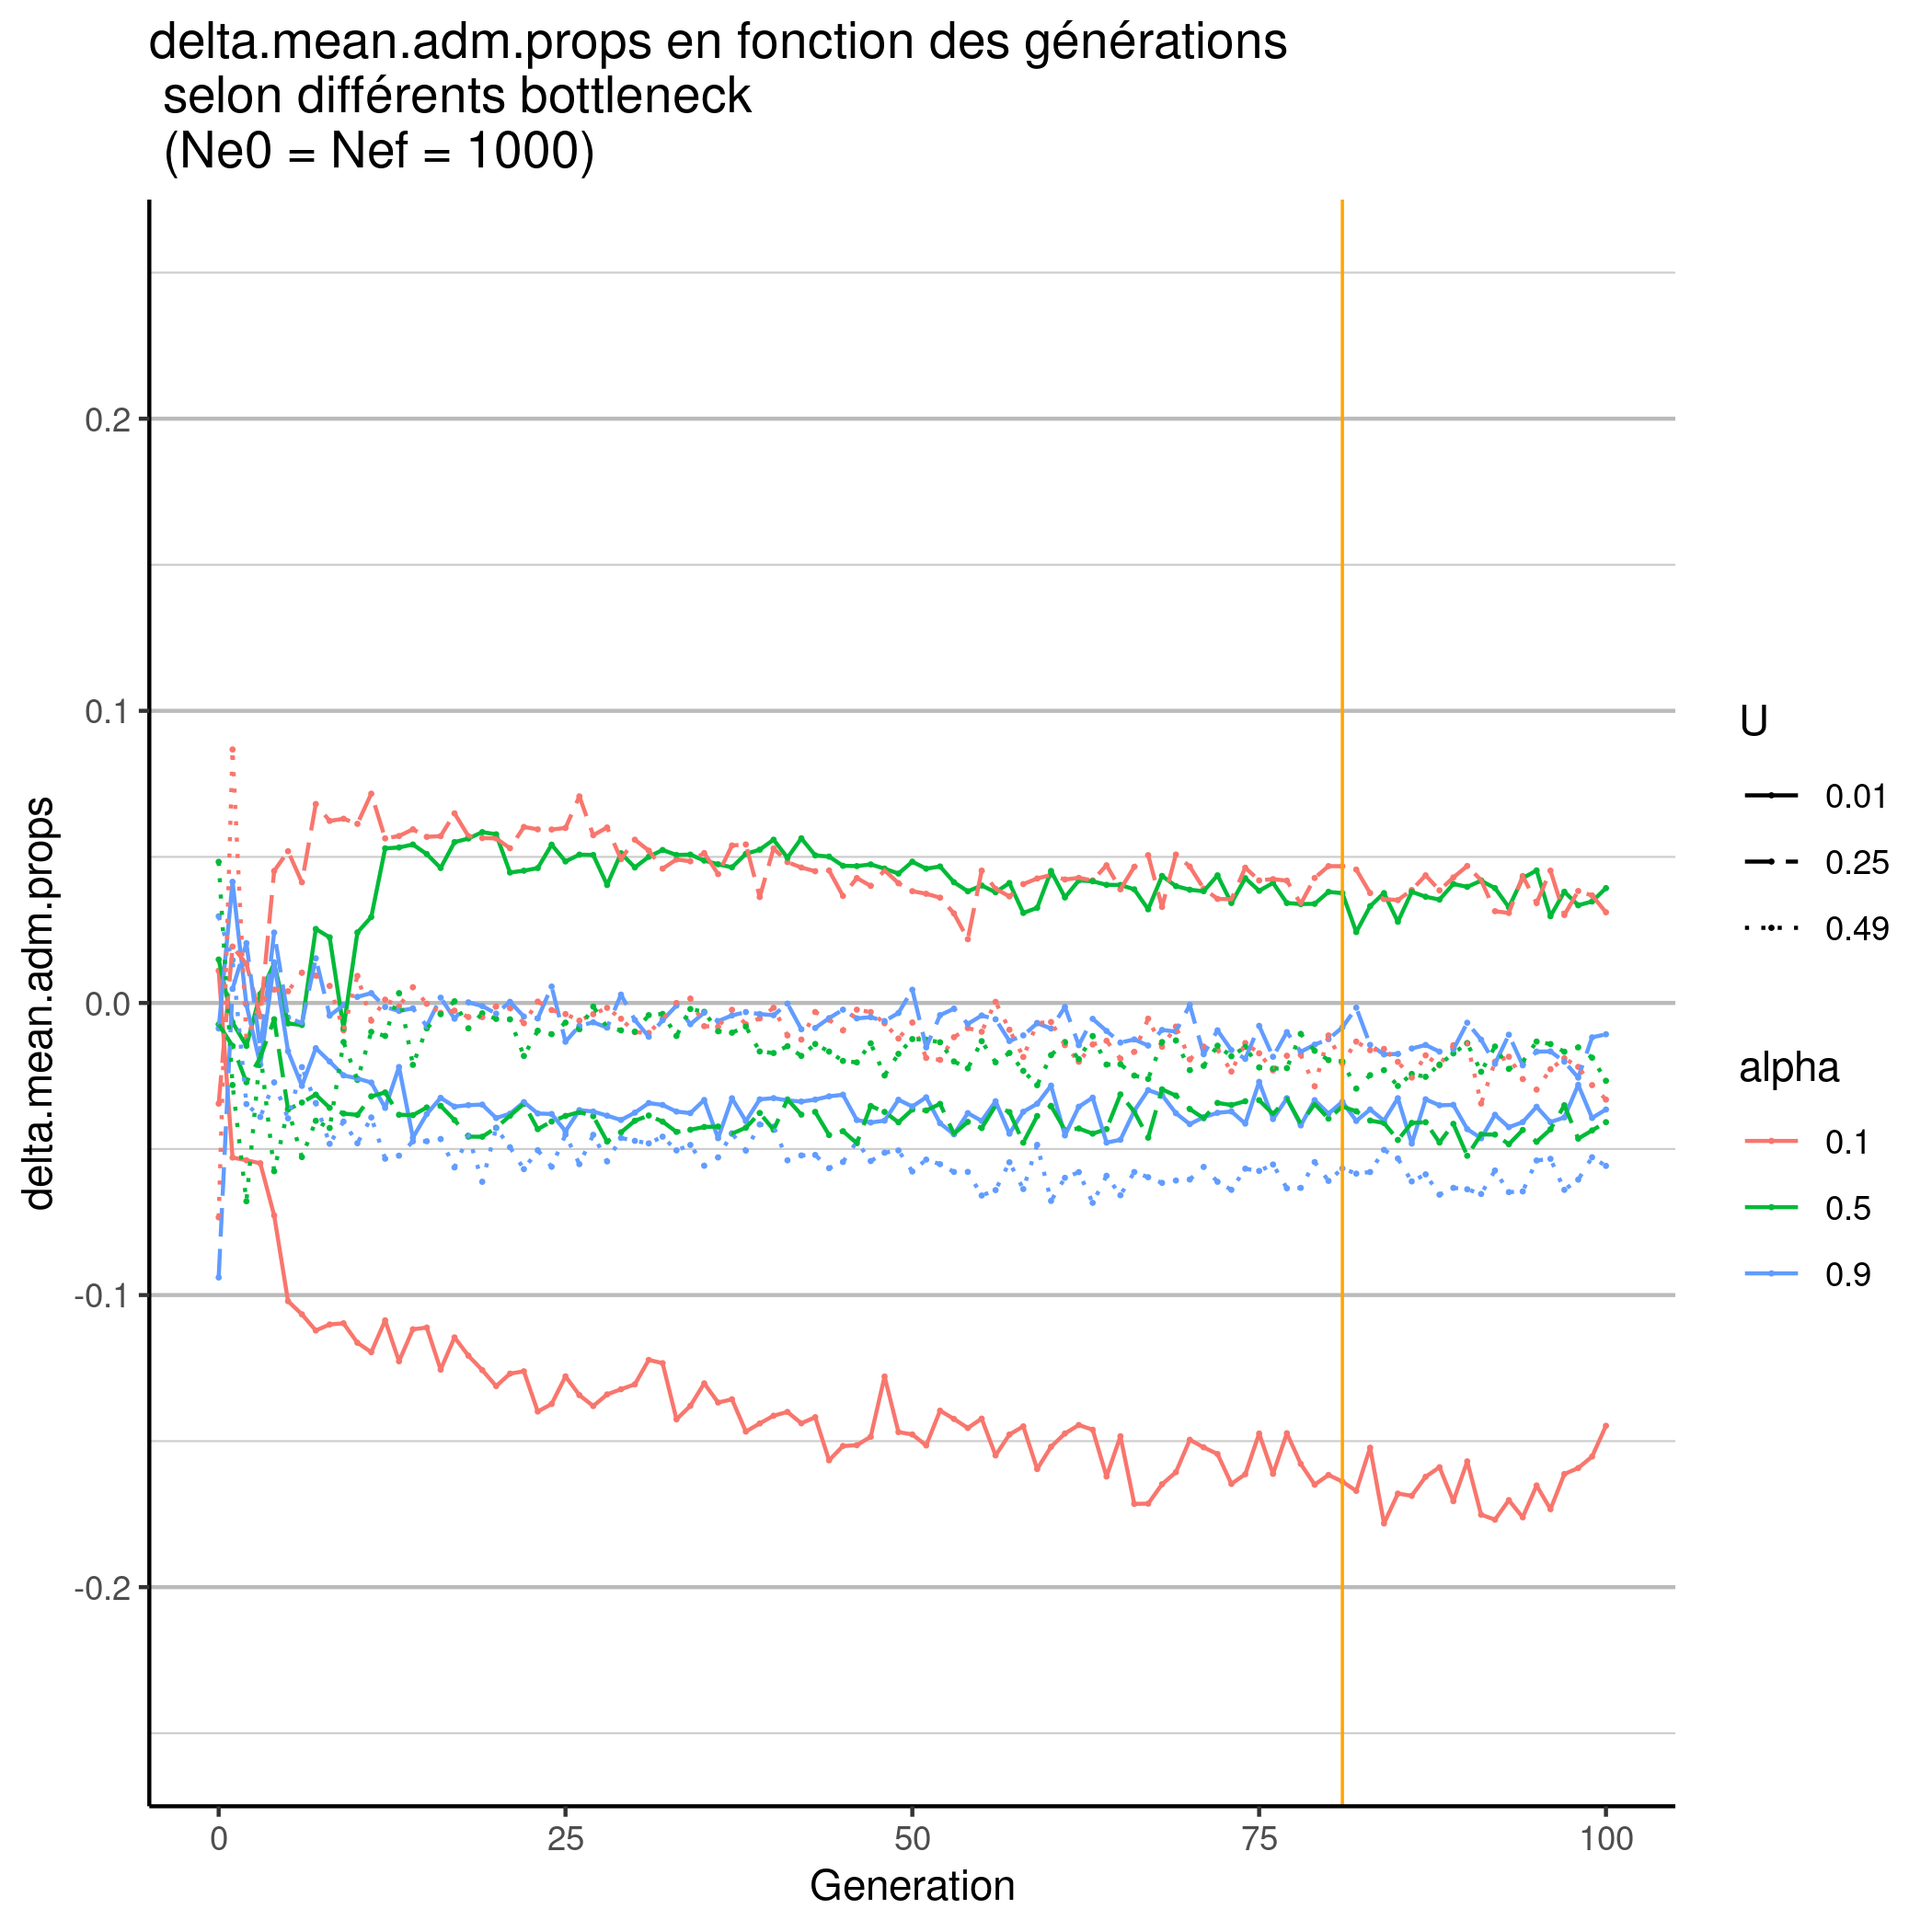 delta.mean.adm.props en fonction des générations
selon différents bottleneck
(Ne0 = Nef = 1000)
delta.mean.adm.props
0.2
0.1
0.0
-0.1
-0.2
0
25
50
75
100
Generation
U
0.01
0.25
0.49
alpha
0.1
0.5
0.9